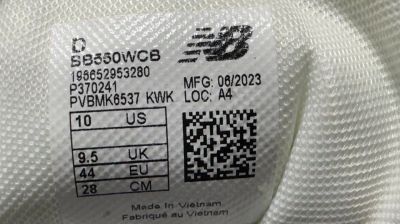 D
BB550WCB
196652953280
P370241 MFG: 06/2023
PVBMK6537 KWK LOC: A4
10 US
9.5 UK
44 EU
28 CM
Made in Vietnam
Fabriqué au Vietnam